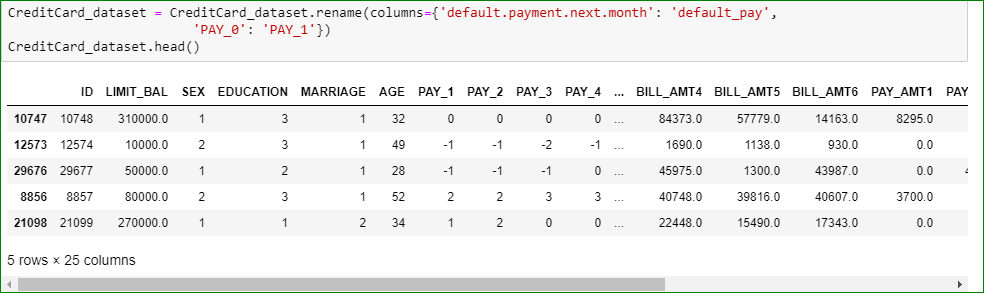 CreditCard_dataset = CreditCard_dataset.rename(columns={'default.payment.next.month': 'default_pay',
'PAY_0': 'PAY_1'})
CreditCard_dataset.head()
ID LIMIT_BAL SEX EDUCATION MARRIAGE AGE PAY_1 PAY_2 PAY_3 PAY_4 ... BILL_AMT4 BILL_AMT5 BILL_AMT6 PAY_AMT1 PAY
10747 10748 310000.0 1 3 1 32 0 0 0 0 ... 84373.0 57779.0 14163.0 8295.0
12573 12574 10000.0 2 3 1 49 -1 -1 -2 -1 ... 1690.0 1138.0 930.0 0.0
29676 29677 50000.0 1 2 1 28 -1 -1 -1 0 ... 45975.0 1300.0 43987.0 0.0
8856 8857 80000.0 2 3 1 52 2 2 3 3 ... 40748.0 39816.0 40607.0 3700.0
21098 21099 270000.0 1 1 2 34 1 2 0 0 ... 22448.0 15490.0 17343.0 0.0
5 rows × 25 columns